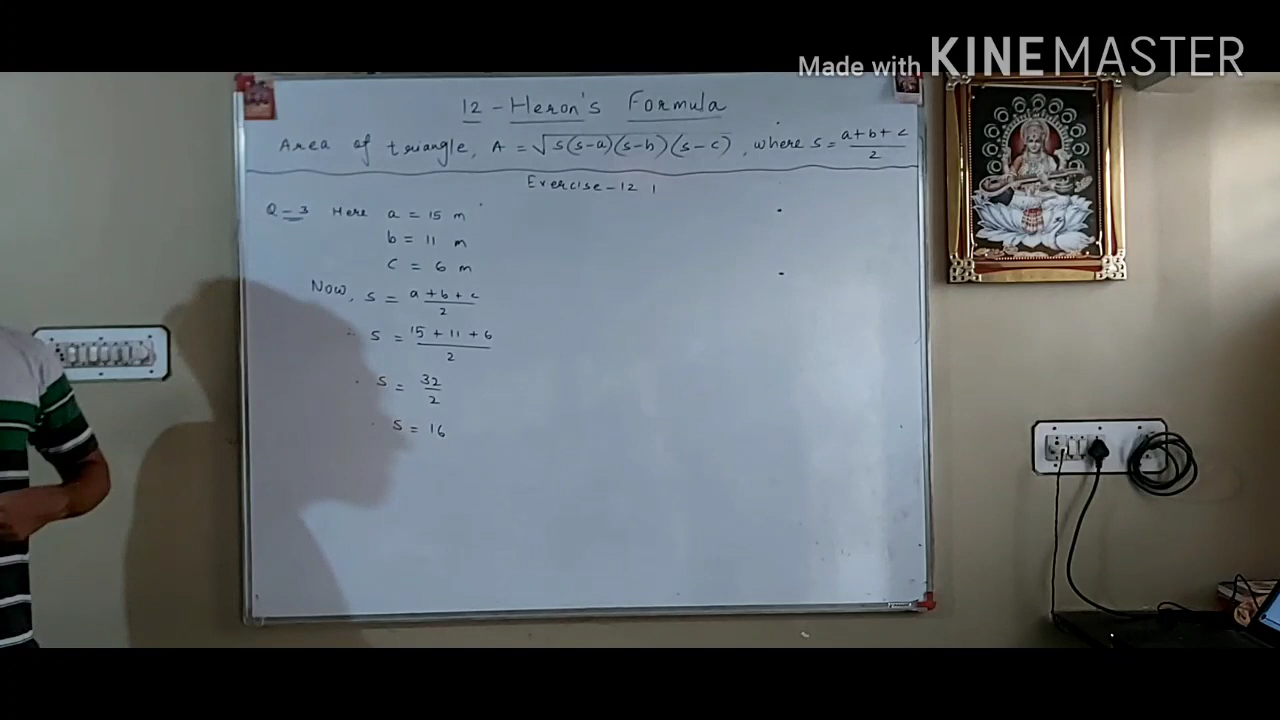 Made with KINEMASTER
12 - Heron's Formula
Area of triangle, A = √s(s-a)(s-b)(s-c), where s = a+b+c/2
Exercise-12.1
Q-3 Here a = 15 m
b = 11 m
c = 6 m
Now, s = a+b+c/2
∴ s = 15+11+6/2
∴ s = 32/2
∴ s = 16